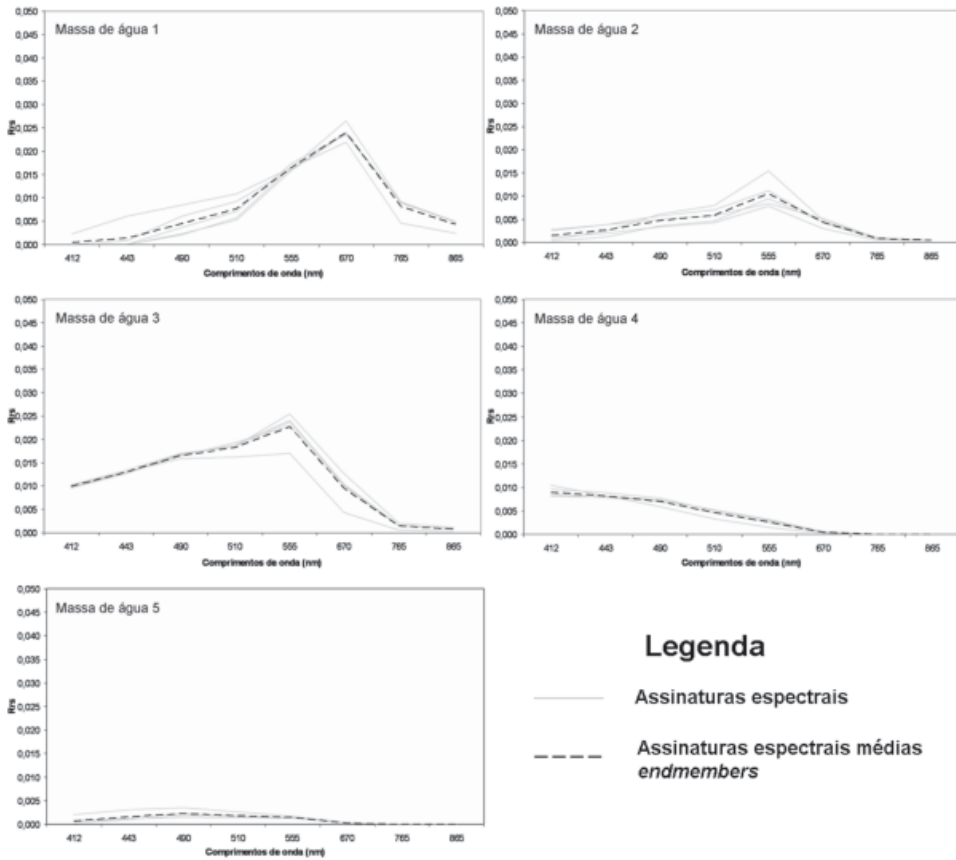 Massa de água 1
0,050
0,045
0,040
0,035
0,030
0,025
0,020
0,015
0,010
0,005
0,000
Rrs
412 443 490 510 555 670 765 865
Comprimentos de onda (nm)
Massa de água 2
0,050
0,045
0,040
0,035
0,030
0,025
0,020
0,015
0,010
0,005
0,000
Rrs
412 443 490 510 555 670 765 865
Comprimentos de onda (nm)
Massa de água 3
0,050
0,045
0,040
0,035
0,030
0,025
0,020
0,015
0,010
0,005
0,000
Rrs
412 443 490 510 555 670 765 865
Comprimentos de onda (nm)
Massa de água 4
0,050
0,045
0,040
0,035
0,030
0,025
0,020
0,015
0,010
0,005
0,000
Rrs
412 443 490 510 555 670 765 865
Comprimentos de onda (nm)
Massa de água 5
0,050
0,045
0,040
0,035
0,030
0,025
0,020
0,015
0,010
0,005
0,000
Rrs
412 443 490 510 555 670 765 865
Comprimentos de onda (nm)
Legenda
Assinaturas espectrais
Assinaturas espectrais médias
endmembers